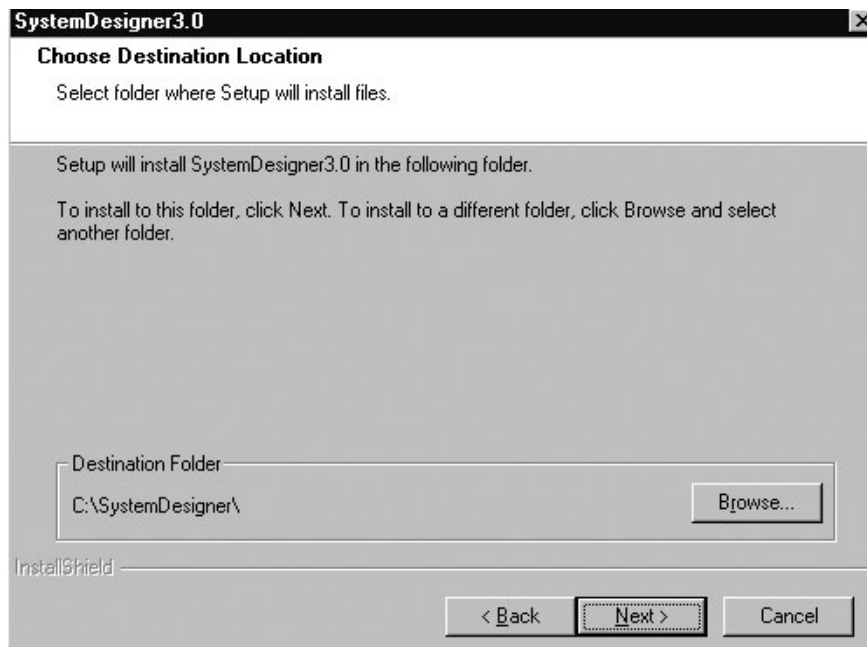 SystemDesigner3.0
Choose Destination Location
Select folder where Setup will install files.
Setup will install SystemDesigner3.0 in the following folder.
To install to this folder, click Next. To install to a different folder, click Browse and select
another folder.
Destination Folder
C:\SystemDesigner\
Browse...
InstallShield
< Back
Next >
Cancel